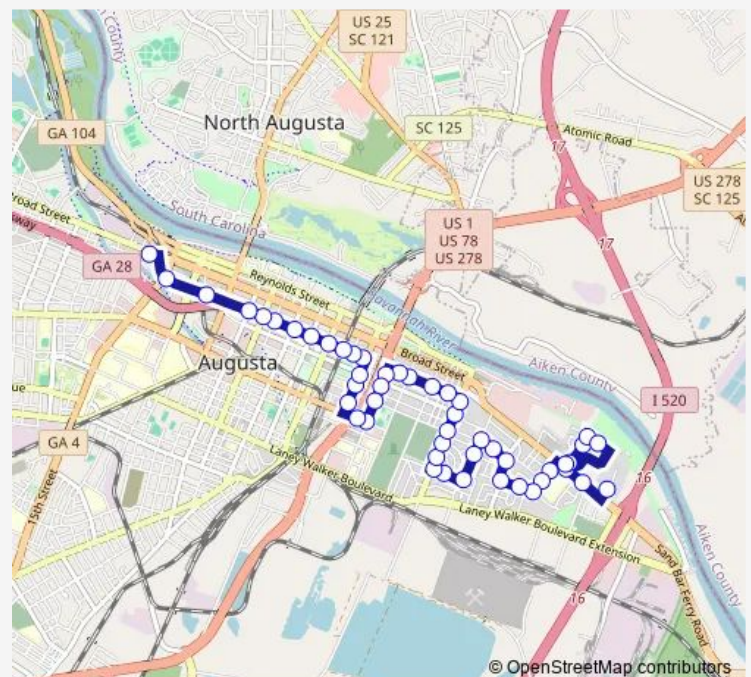 US 25
SC 121
Aiken County
GA 104
North Augusta
SC 125
Atomic Road
17
US 278
SC 125
South Carolina
US 1
US 78
US 278
17
Broad Street
GA 28
Reynolds Street
Savannah River
Augusta
Broad Street
Aiken County
I 520
GA 4
15th Street
Laney Walker Boulevard
16
Laney Walker Boulevard Extension
Sand Bar Ferry Road
Aiken County
16
© OpenStreetMap contributors